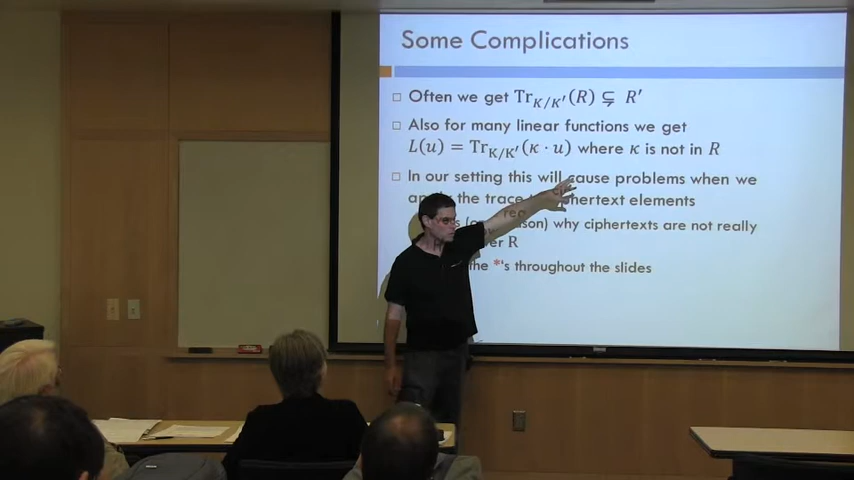 Some Complications
Often we get Tr_{K/K′}(R) ⊊ R′
Also for many linear functions we get
L(u) = Tr_{K/K′}(κ · u) where κ is not in R
In our setting this will cause problems when we
the trace ciphertext elements
why ciphertexts are not really
R
the *'s throughout the slides